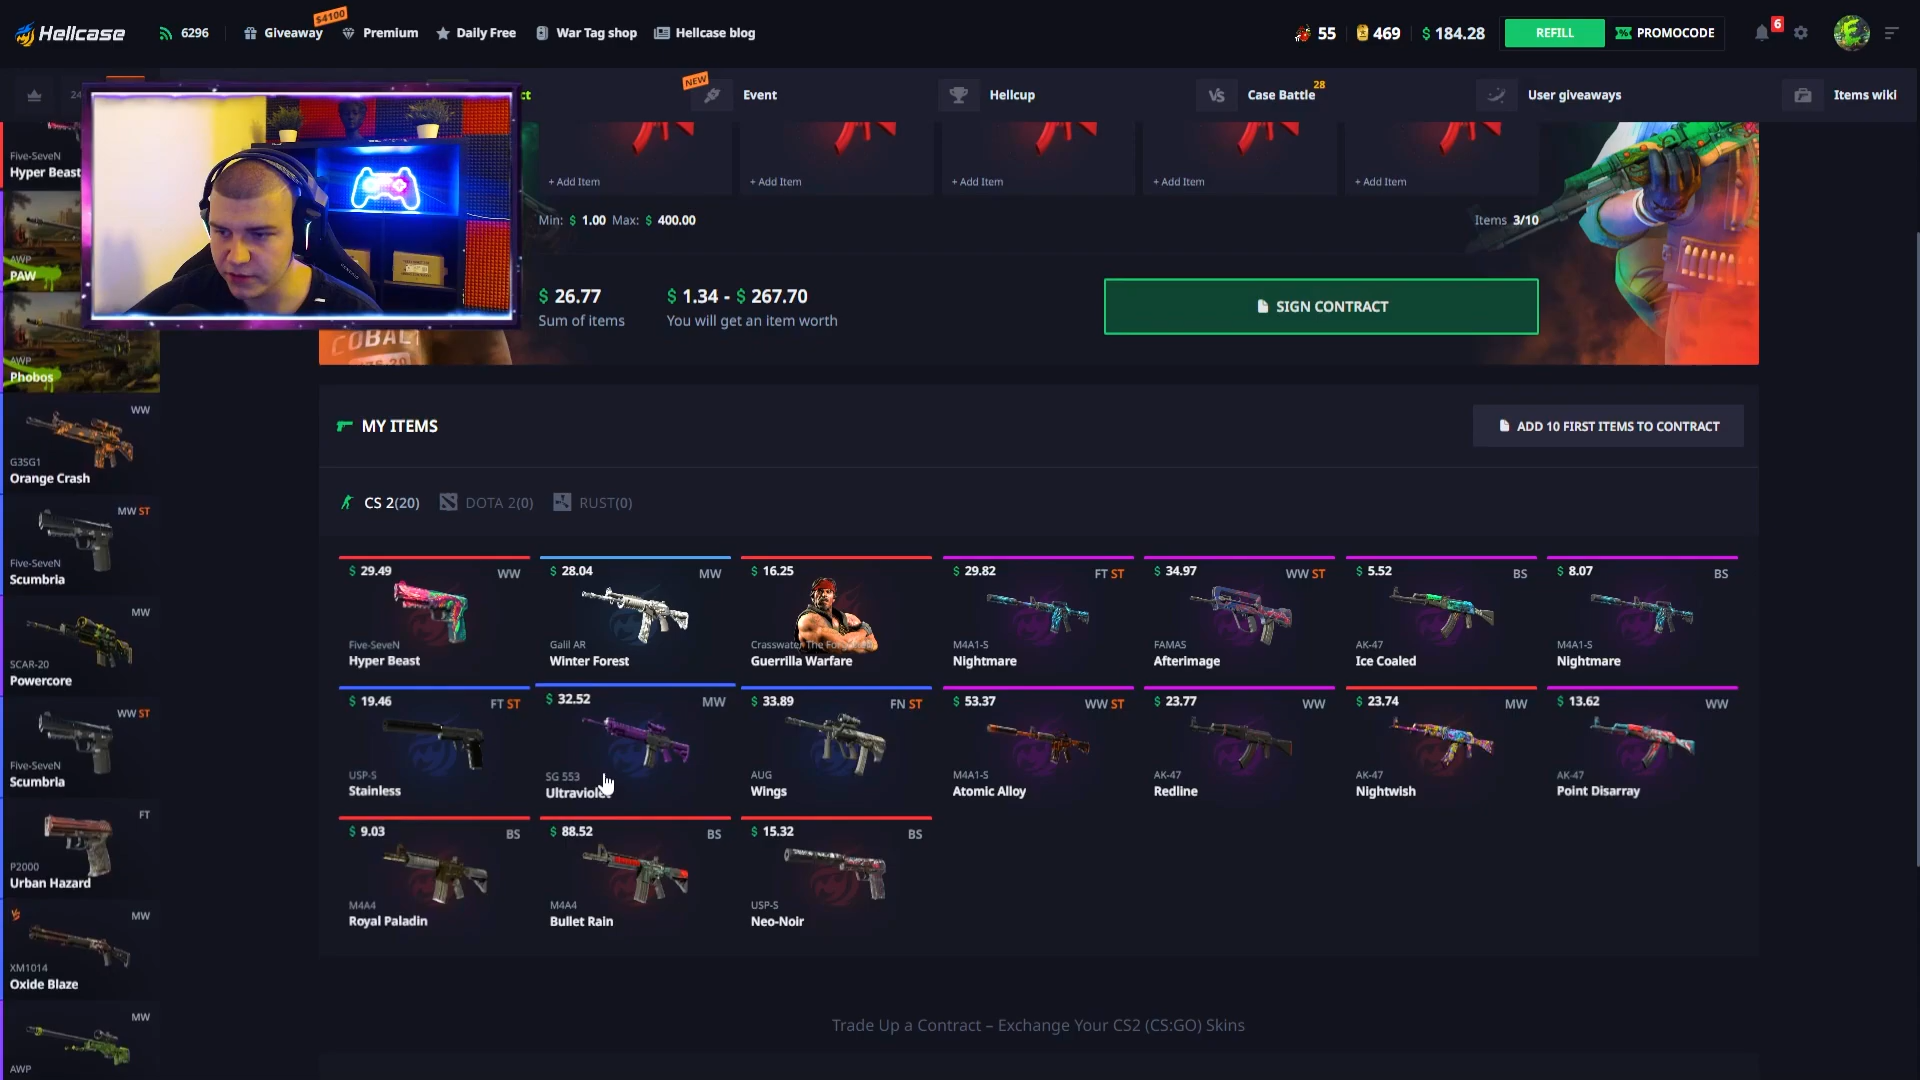 Hellcase
6296
Giveaway
$4100
Premium
Daily Free
War Tag shop
Hellcase blog
55
469
$ 184.28
REFILL
PROMOCODE
6
24
ct
NEW
Event
Hellcup
VS
Case Battle
28
User giveaways
Items wiki
+ Add Item
+ Add Item
+ Add Item
+ Add Item
+ Add Item
Min: $ 1.00 Max: $ 400.00
Items 3/10
$ 26.77
Sum of items
$ 1.34 - $ 267.70
You will get an item worth
SIGN CONTRACT
COBALT
MY ITEMS
ADD 10 FIRST ITEMS TO CONTRACT
CS 2(20)
DOTA 2(0)
RUST(0)
$ 29.49
WW
Five-SeveN
Hyper Beast
$ 28.04
MW
Galil AR
Winter Forest
$ 16.25
Crasswater The Forgotten
Guerrilla Warfare
$ 29.82
FT ST
M4A1-S
Nightmare
$ 34.97
WW ST
FAMAS
Afterimage
$ 5.52
BS
AK-47
Ice Coaled
$ 8.07
BS
M4A1-S
Nightmare
$ 19.46
FT ST
USP-S
Stainless
$ 32.52
MW
SG 553
Ultraviolet
$ 33.89
FN ST
AUG
Wings
$ 53.37
WW ST
M4A1-S
Atomic Alloy
$ 23.77
WW
AK-47
Redline
$ 23.74
MW
AK-47
Nightwish
$ 13.62
WW
AK-47
Point Disarray
$ 9.03
BS
M4A4
Royal Paladin
$ 88.52
BS
M4A4
Bullet Rain
$ 15.32
BS
USP-S
Neo-Noir
Trade Up a Contract – Exchange Your CS2 (CS:GO) Skins
Five-SeveN
Hyper Beast
AWP
PAW
AWP
Phobos
WW
G3SG1
Orange Crash
MW ST
Five-SeveN
Scumbria
MW
SCAR-20
Powercore
WW ST
Five-SeveN
Scumbria
FT
P2000
Urban Hazard
VS
MW
XM1014
Oxide Blaze
MW
AWP